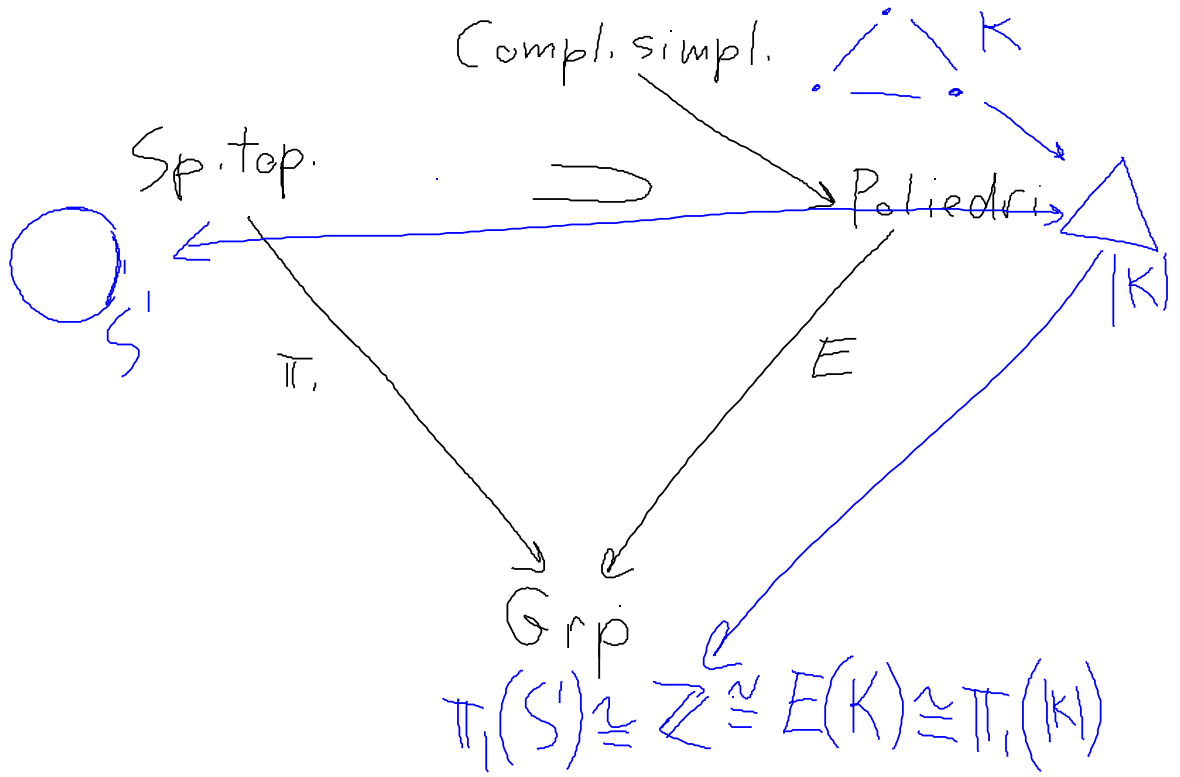 Compl. simpl.
K
Sp. top.
⊃
Poliedri
|K|
S¹
π₁
E
Grp
π₁(S¹) ≅ ℤ ≅ E(K) ≅ π₁(|K|)